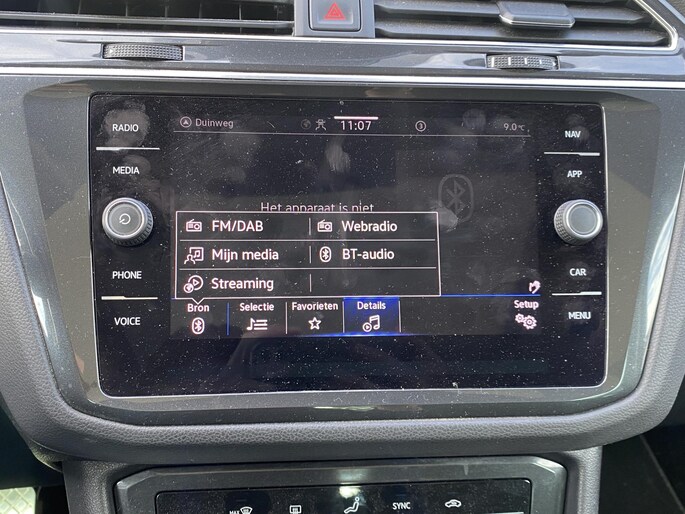 RADIO
Duinweg
11:07
9.0°C
NAV
MEDIA
APP
Het apparaat is niet
FM/DAB
Webradio
Mijn media
BT-audio
PHONE
Streaming
CAR
Bron
Selectie
Favorieten
Details
Setup
VOICE
MENU
MAX
SYNC